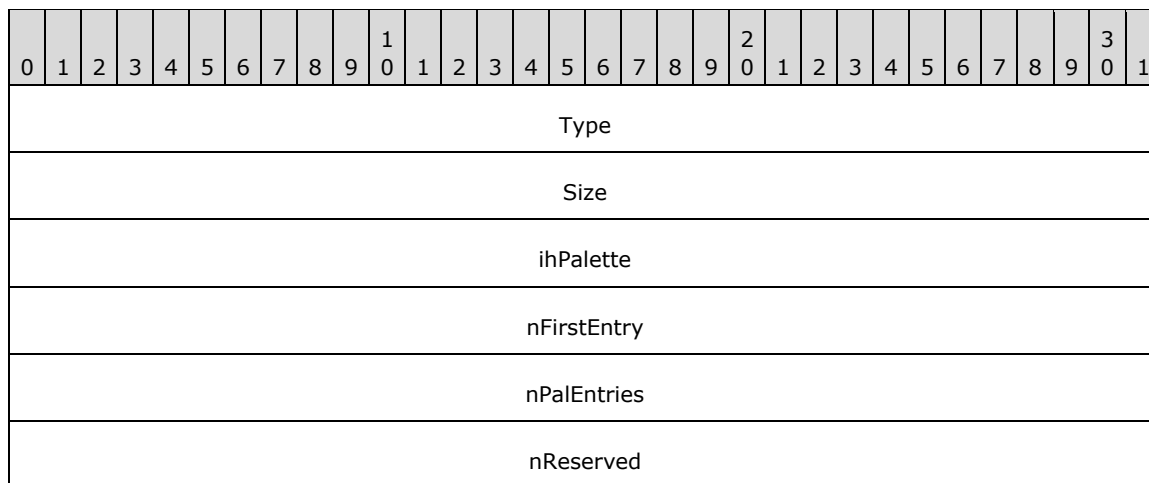 1 2 3
0 1 2 3 4 5 6 7 8 9 0 1 2 3 4 5 6 7 8 9 0 1 2 3 4 5 6 7 8 9 0 1
Type
Size
ihPalette
nFirstEntry
nPalEntries
nReserved